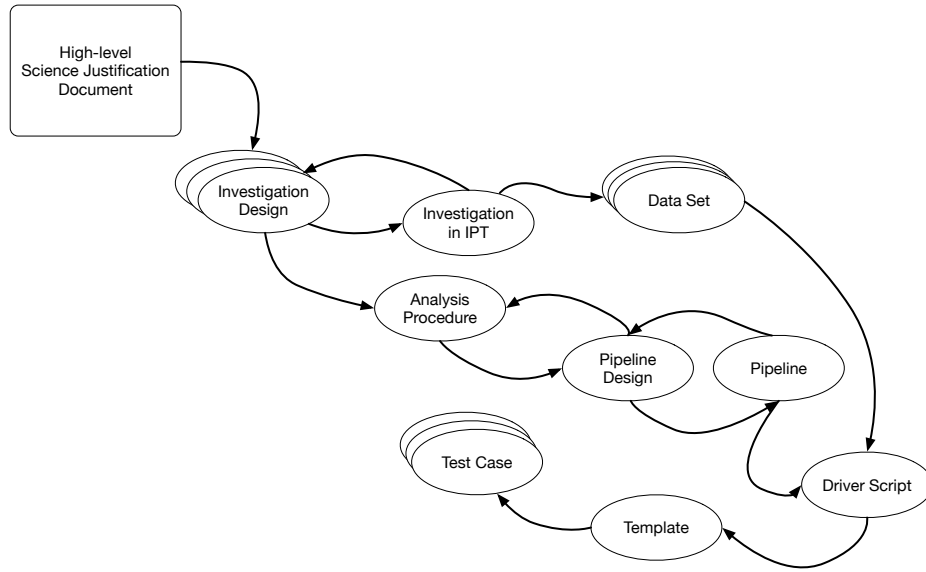 High-level
Science Justification
Document
Investigation
Design
Investigation
in IPT
Data Set
Analysis
Procedure
Pipeline
Design
Pipeline
Test Case
Driver Script
Template